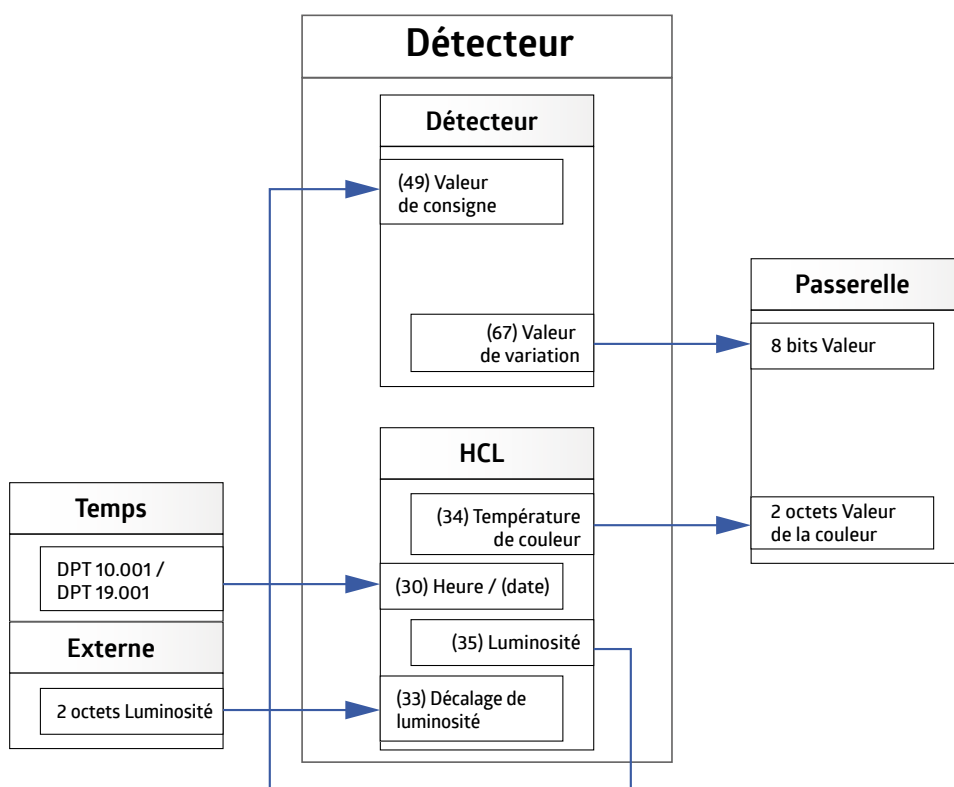 Détecteur
Détecteur
(49) Valeur
de consigne
(67) Valeur
de variation
Passerelle
8 bits Valeur
2 octets Valeur
de la couleur
HCL
(34) Température
de couleur
(30) Heure / (date)
(35) Luminosité
(33) Décalage de
luminosité
Temps
DPT 10.001 /
DPT 19.001
Externe
2 octets Luminosité